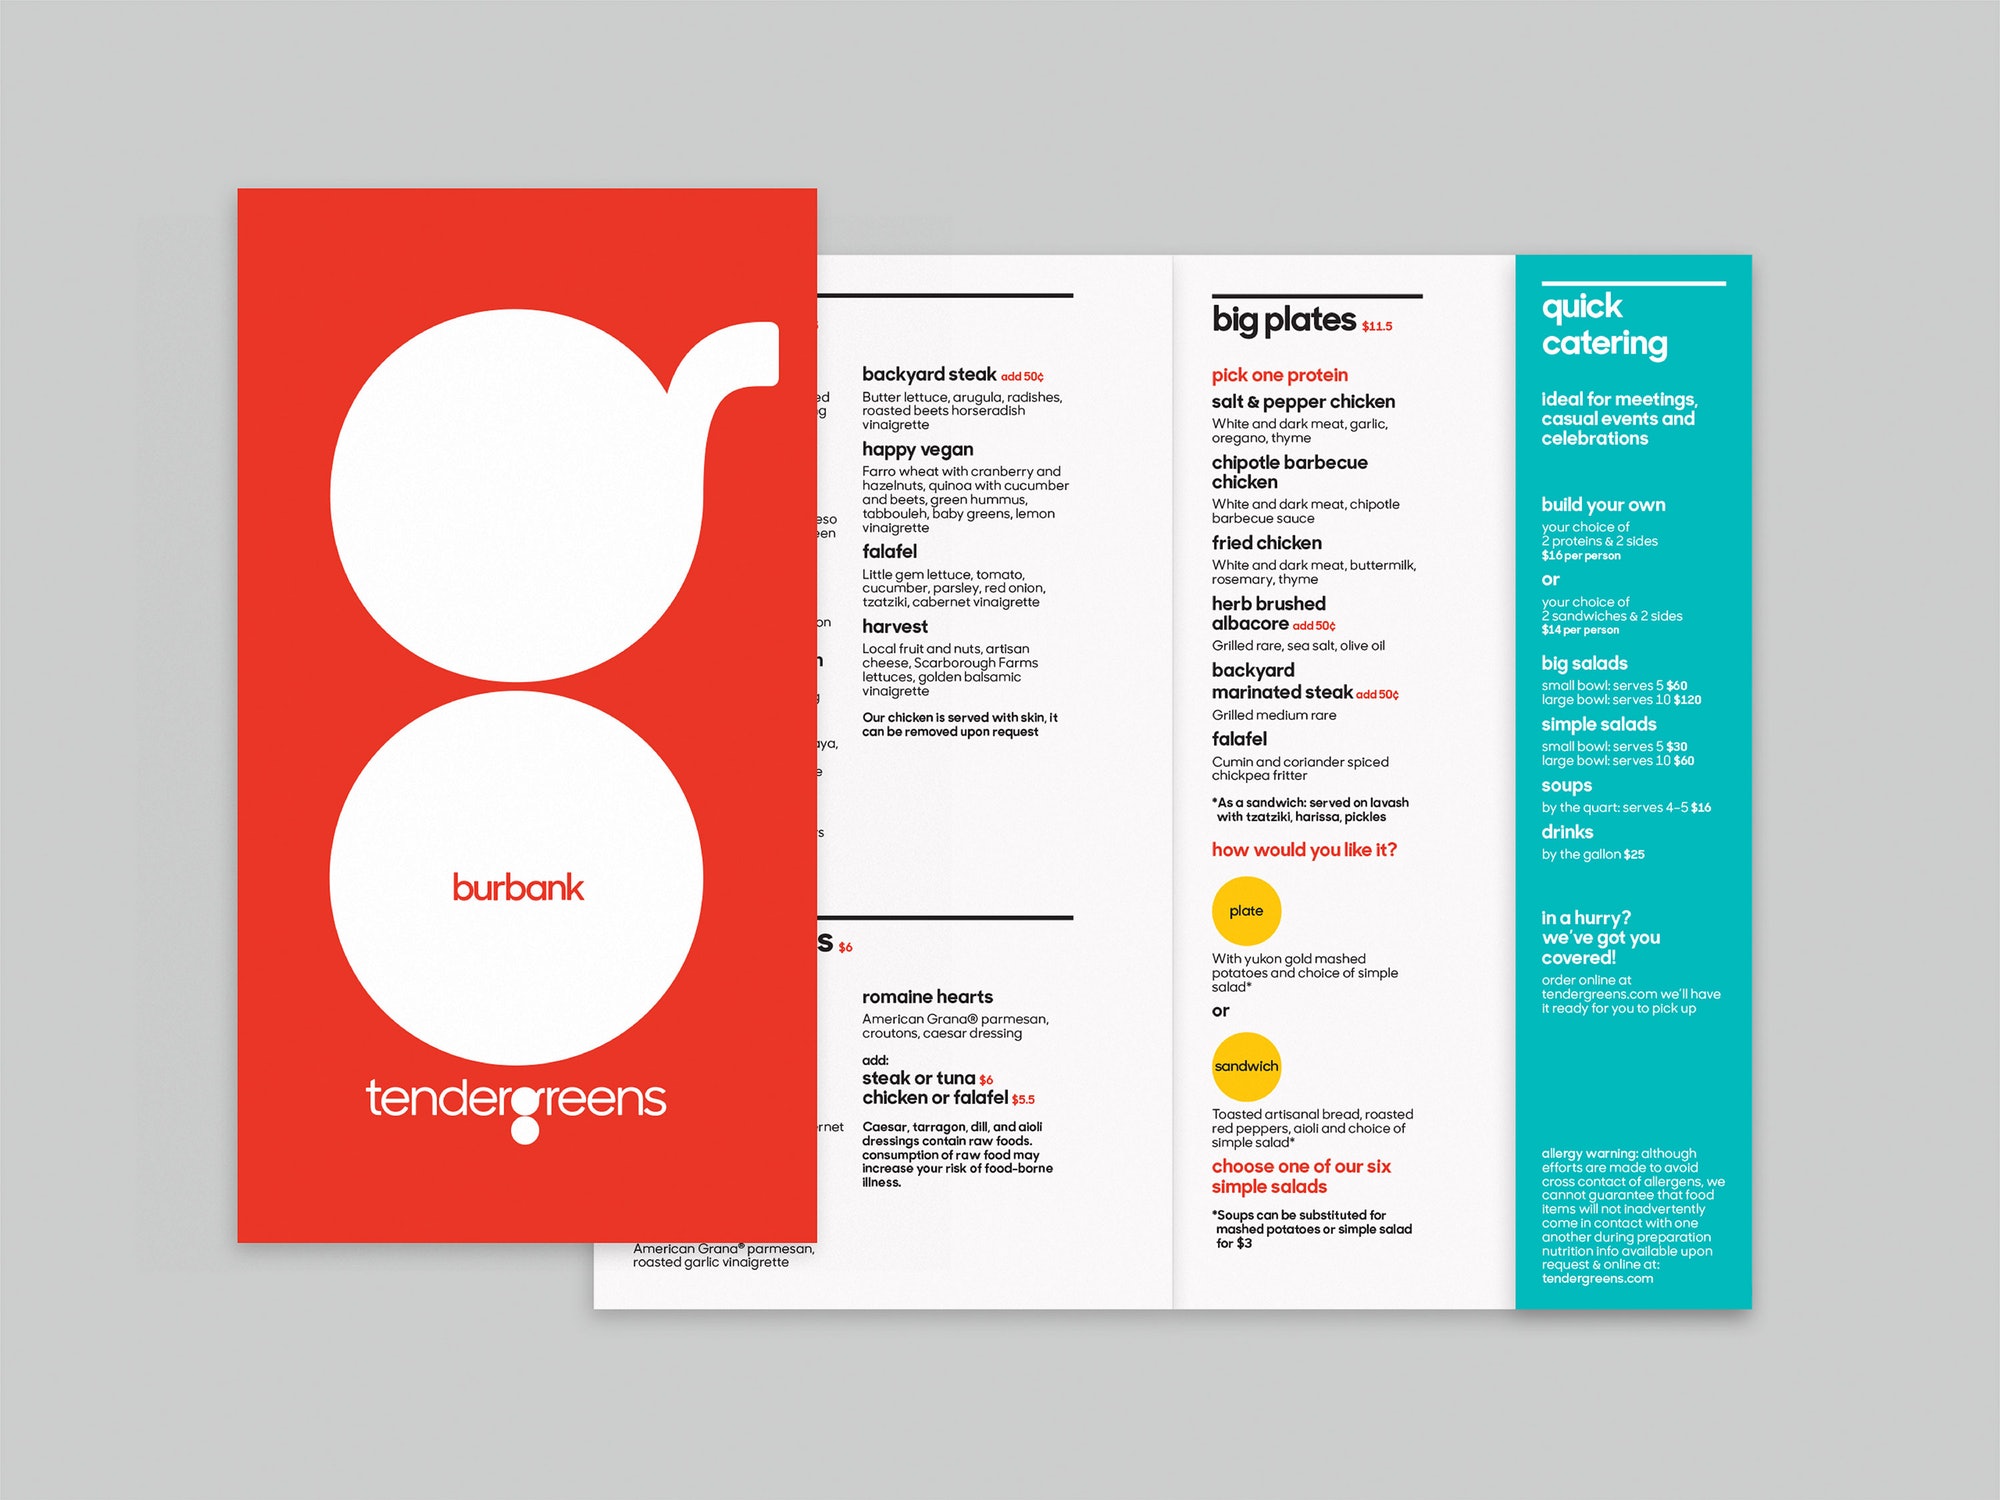 burbank
tendergreens
backyard steak add 50¢
Butter lettuce, arugula, radishes,
roasted beets horseradish
vinaigrette
happy vegan
Farro wheat with cranberry and
hazelnuts, quinoa with cucumber
and beets, green hummus,
tabbouleh, baby greens, lemon
vinaigrette
falafel
Little gem lettuce, tomato,
cucumber, parsley, red onion,
tzatziki, cabernet vinaigrette
harvest
Local fruit and nuts, artisan
cheese, Scarborough Farms
lettuces, golden balsamic
vinaigrette
Our chicken is served with skin, it
can be removed upon request
$6
romaine hearts
American Grana® parmesan,
croutons, caesar dressing
add:
steak or tuna $6
chicken or falafel $5.5
Caesar, tarragon, dill, and aioli
dressings contain raw foods.
consumption of raw food may
increase your risk of food-borne
illness.
American Grana® parmesan,
roasted garlic vinaigrette
big plates $11.5
pick one protein
salt & pepper chicken
White and dark meat, garlic,
oregano, thyme
chipotle barbecue
chicken
White and dark meat, chipotle
barbecue sauce
fried chicken
White and dark meat, buttermilk,
rosemary, thyme
herb brushed
albacore add 50¢
Grilled rare, sea salt, olive oil
backyard
marinated steak add 50¢
Grilled medium rare
falafel
Cumin and coriander spiced
chickpea fritter
*As a sandwich: served on lavash
with tzatziki, harissa, pickles
how would you like it?
plate
With yukon gold mashed
potatoes and choice of simple
salad*
or
sandwich
Toasted artisanal bread, roasted
red peppers, aioli and choice of
simple salad*
choose one of our six
simple salads
*Soups can be substituted for
mashed potatoes or simple salad
for $3
quick
catering
ideal for meetings,
casual events and
celebrations
build your own
your choice of
2 proteins & 2 sides
$16 per person
or
your choice of
2 sandwiches & 2 sides
$14 per person
big salads
small bowl: serves 5 $60
large bowl: serves 10 $120
simple salads
small bowl: serves 5 $30
large bowl: serves 10 $60
soups
by the quart: serves 4–5 $16
drinks
by the gallon $25
in a hurry?
we've got you
covered!
order online at
tendergreens.com we'll have
it ready for you to pick up
allergy warning: although
efforts are made to avoid
cross contact of allergens, we
cannot guarantee that food
items will not inadvertently
come in contact with one
another during preparation
nutrition info available upon
request & online at:
tendergreens.com